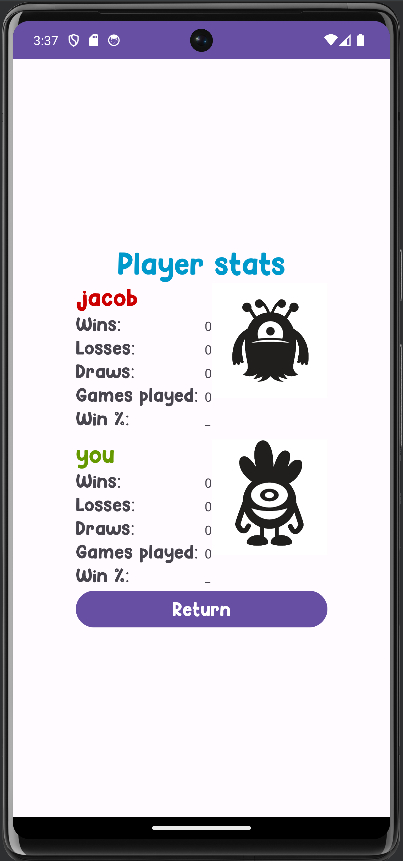 3:37
Player stats
jacob
Wins: 0
Losses: 0
Draws: 0
Games played: 0
Win %: _
you
Wins: 0
Losses: 0
Draws: 0
Games played: 0
Win %: _
Return